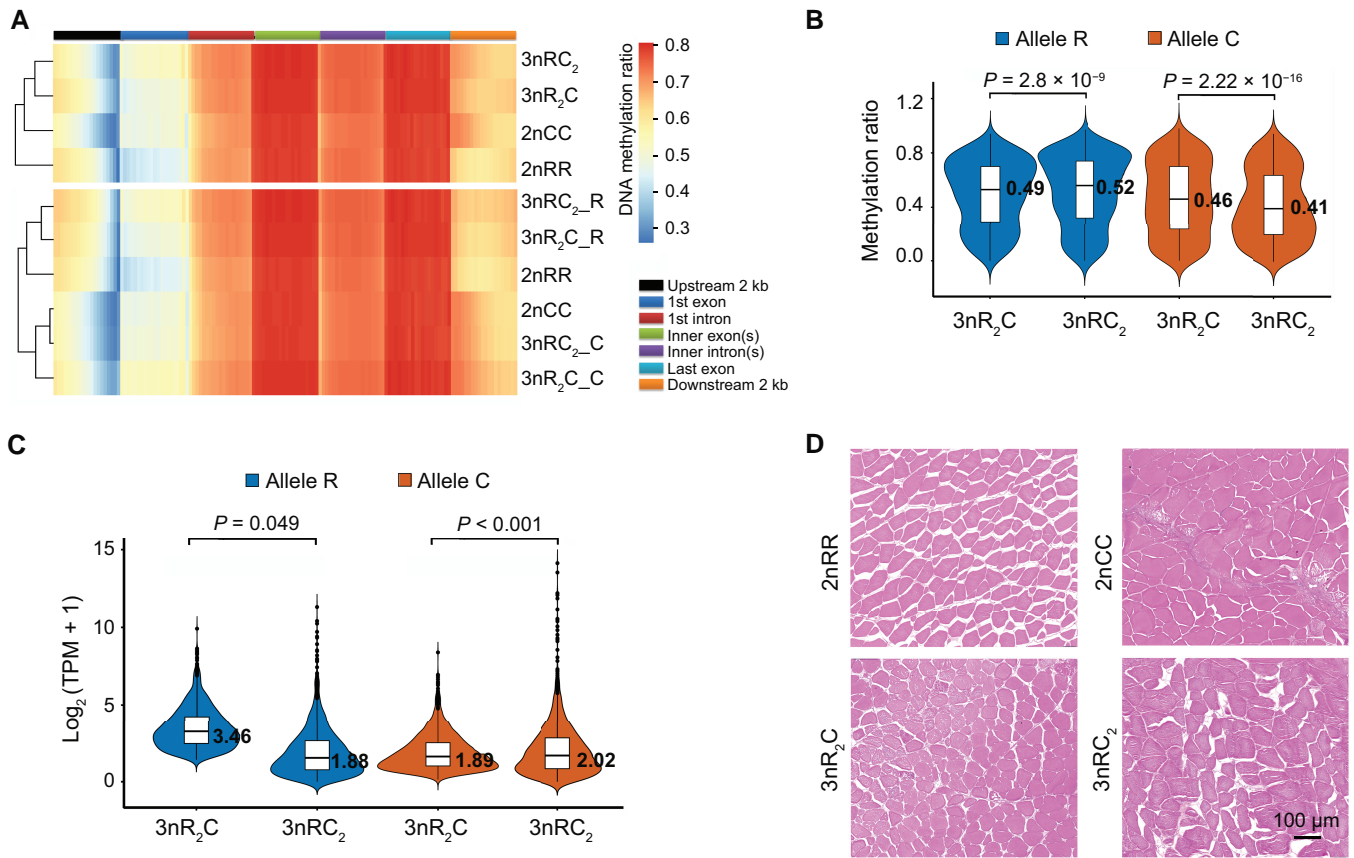 A
3nRC₂
3nR₂C
2nCC
2nRR
3nRC₂_R
3nR₂C_R
2nRR
2nCC
3nRC₂_C
3nR₂C_C
DNA methylation ratio
0.8
0.7
0.6
0.5
0.4
0.3
Upstream 2 kb
1st exon
1st intron
Inner exon(s)
Inner intron(s)
Last exon
Downstream 2 kb
B
Allele R Allele C
P = 2.8 × 10⁻⁹
P = 2.22 × 10⁻¹⁶
Methylation ratio
1.2
0.8
0.4
0.0
0.49
0.52
0.46
0.41
3nR₂C 3nRC₂ 3nR₂C 3nRC₂
C
Allele R Allele C
P = 0.049 P < 0.001
Log₂ (TPM + 1)
15
10
5
0
3.46
1.88
1.89
2.02
3nR₂C 3nRC₂ 3nR₂C 3nRC₂
D
2nRR
2nCC
3nR₂C
3nRC₂
100 μm